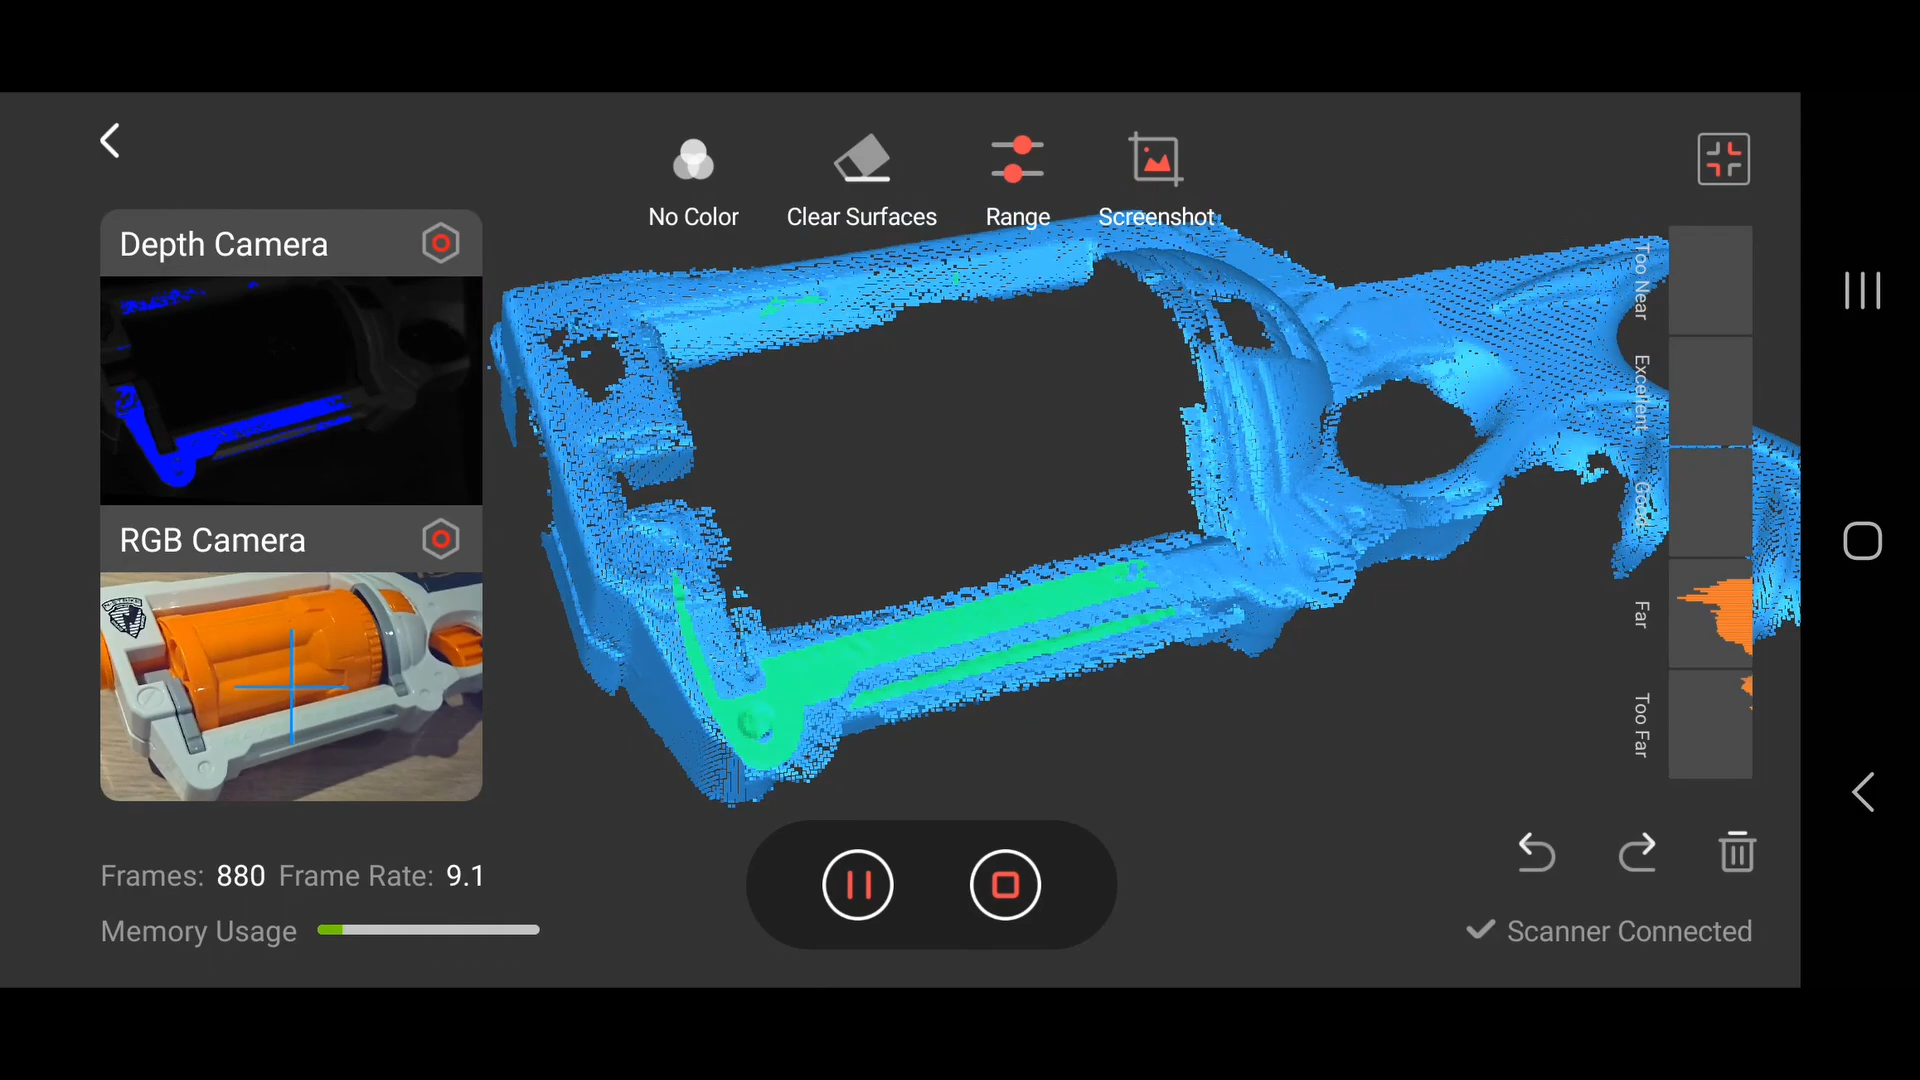 No Color
Clear Surfaces
Range
Screenshot
Depth Camera
RGB Camera
Too Near
Excellent
Good
Far
Too Far
Frames: 880 Frame Rate: 9.1
Memory Usage
Scanner Connected